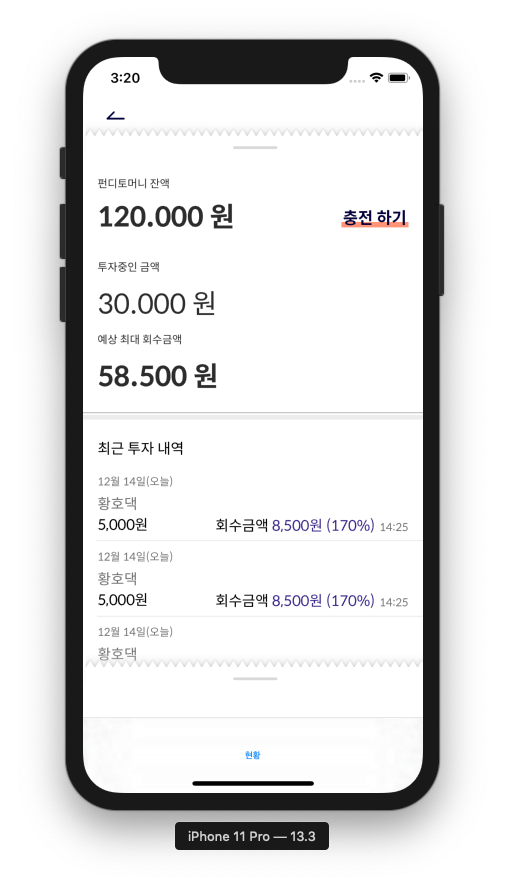 3:20
펀디토머니 잔액
120.000 원
충전 하기
투자중인 금액
30.000 원
예상 최대 회수금액
58.500 원
최근 투자 내역
12월 14일(오늘)
황호댁
5,000원 회수금액 8,500원 (170%) 14:25
12월 14일(오늘)
황호댁
5,000원 회수금액 8,500원 (170%) 14:25
12월 14일(오늘)
황호댁
현황
iPhone 11 Pro — 13.3